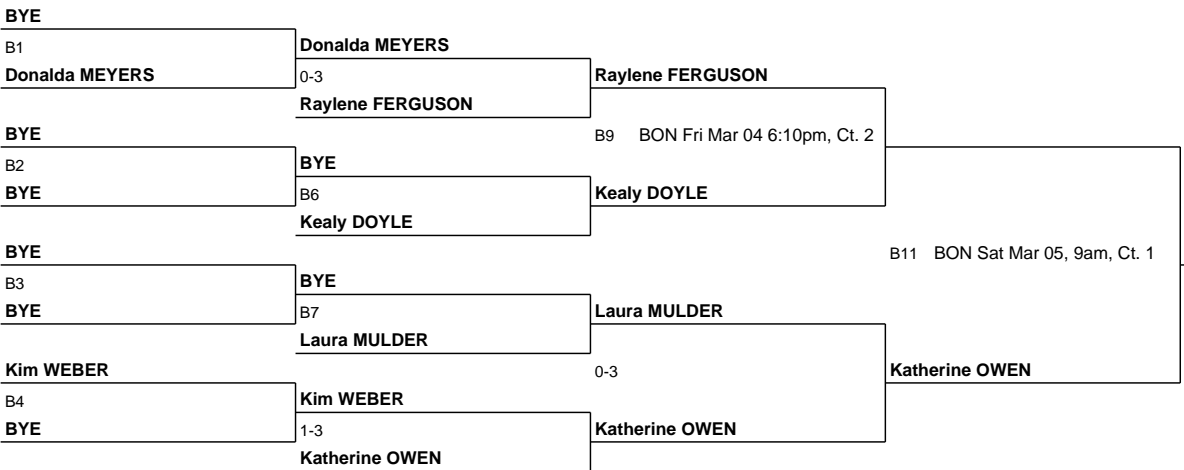 BYE
B1
Donalda MEYERS
Donalda MEYERS
0-3
Raylene FERGUSON
Raylene FERGUSON
BYE
B2
BYE
BYE
B6
Kealy DOYLE
B9 BON Fri Mar 04 6:10pm, Ct. 2
Kealy DOYLE
BYE
B3
BYE
BYE
B7
Laura MULDER
Laura MULDER
B11 BON Sat Mar 05, 9am, Ct. 1
Kim WEBER
B4
BYE
Kim WEBER
1-3
Katherine OWEN
0-3
Katherine OWEN
Katherine OWEN